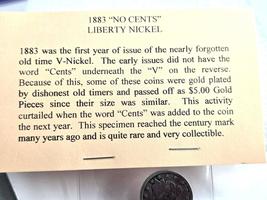 1883 "NO CENTS"
LIBERTY NICKEL
1883 was the first year of issue of the nearly forgotten
old time V-Nickel. The early issues did not have the
word "Cents" underneath the "V" on the reverse.
Because of this, some of these coins were gold plated
by dishonest old timers and passed off as $5.00 Gold
Pieces since their size was similar. This activity
curtailed when the word "Cents" was added to the coin
the next year. This specimen reached the century mark
many years ago and is quite rare and very collectible.